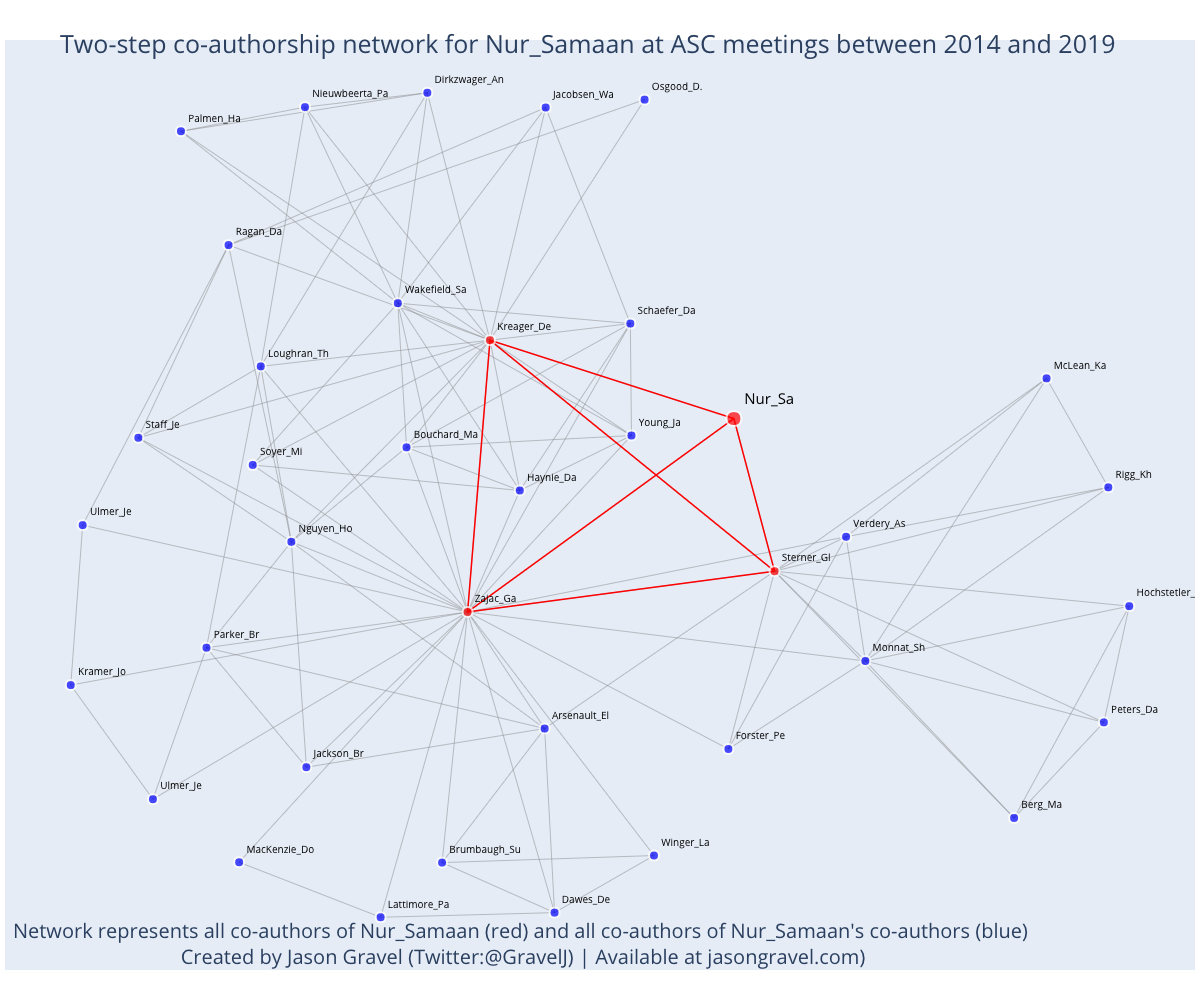 Two-step co-authorship network for Nur_Samaan at ASC meetings between 2014 and 2019
Dirkzwager_An
Nieuwbeerta_Pa
Jacobsen_Wa
Osgood_D.
Palmen_Ha
Ragan_Da
Wakefield_Sa
Schaefer_Da
Kreager_De
Loughran_Th
McLean_Ka
Nur_Sa
Staff_Je
Young_Ja
Bouchard_Ma
Soyer_Mi
Haynie_Da
Rigg_Kh
Ulmer_Je
Verdery_As
Nguyen_Ho
Sterner_Gl
Hochstetler_
Zajac_Ga
Parker_Br
Monnat_Sh
Kramer_Jo
Peters_Da
Arsenault_El
Forster_Pe
Jackson_Br
Ulmer_Je
Berg_Ma
Winger_La
MacKenzie_Do
Brumbaugh_Su
Dawes_De
Lattimore_Pa
Network represents all co-authors of Nur_Samaan (red) and all co-authors of Nur_Samaan's co-authors (blue)
Created by Jason Gravel (Twitter:@GravelJ) | Available at jasongravel.com)